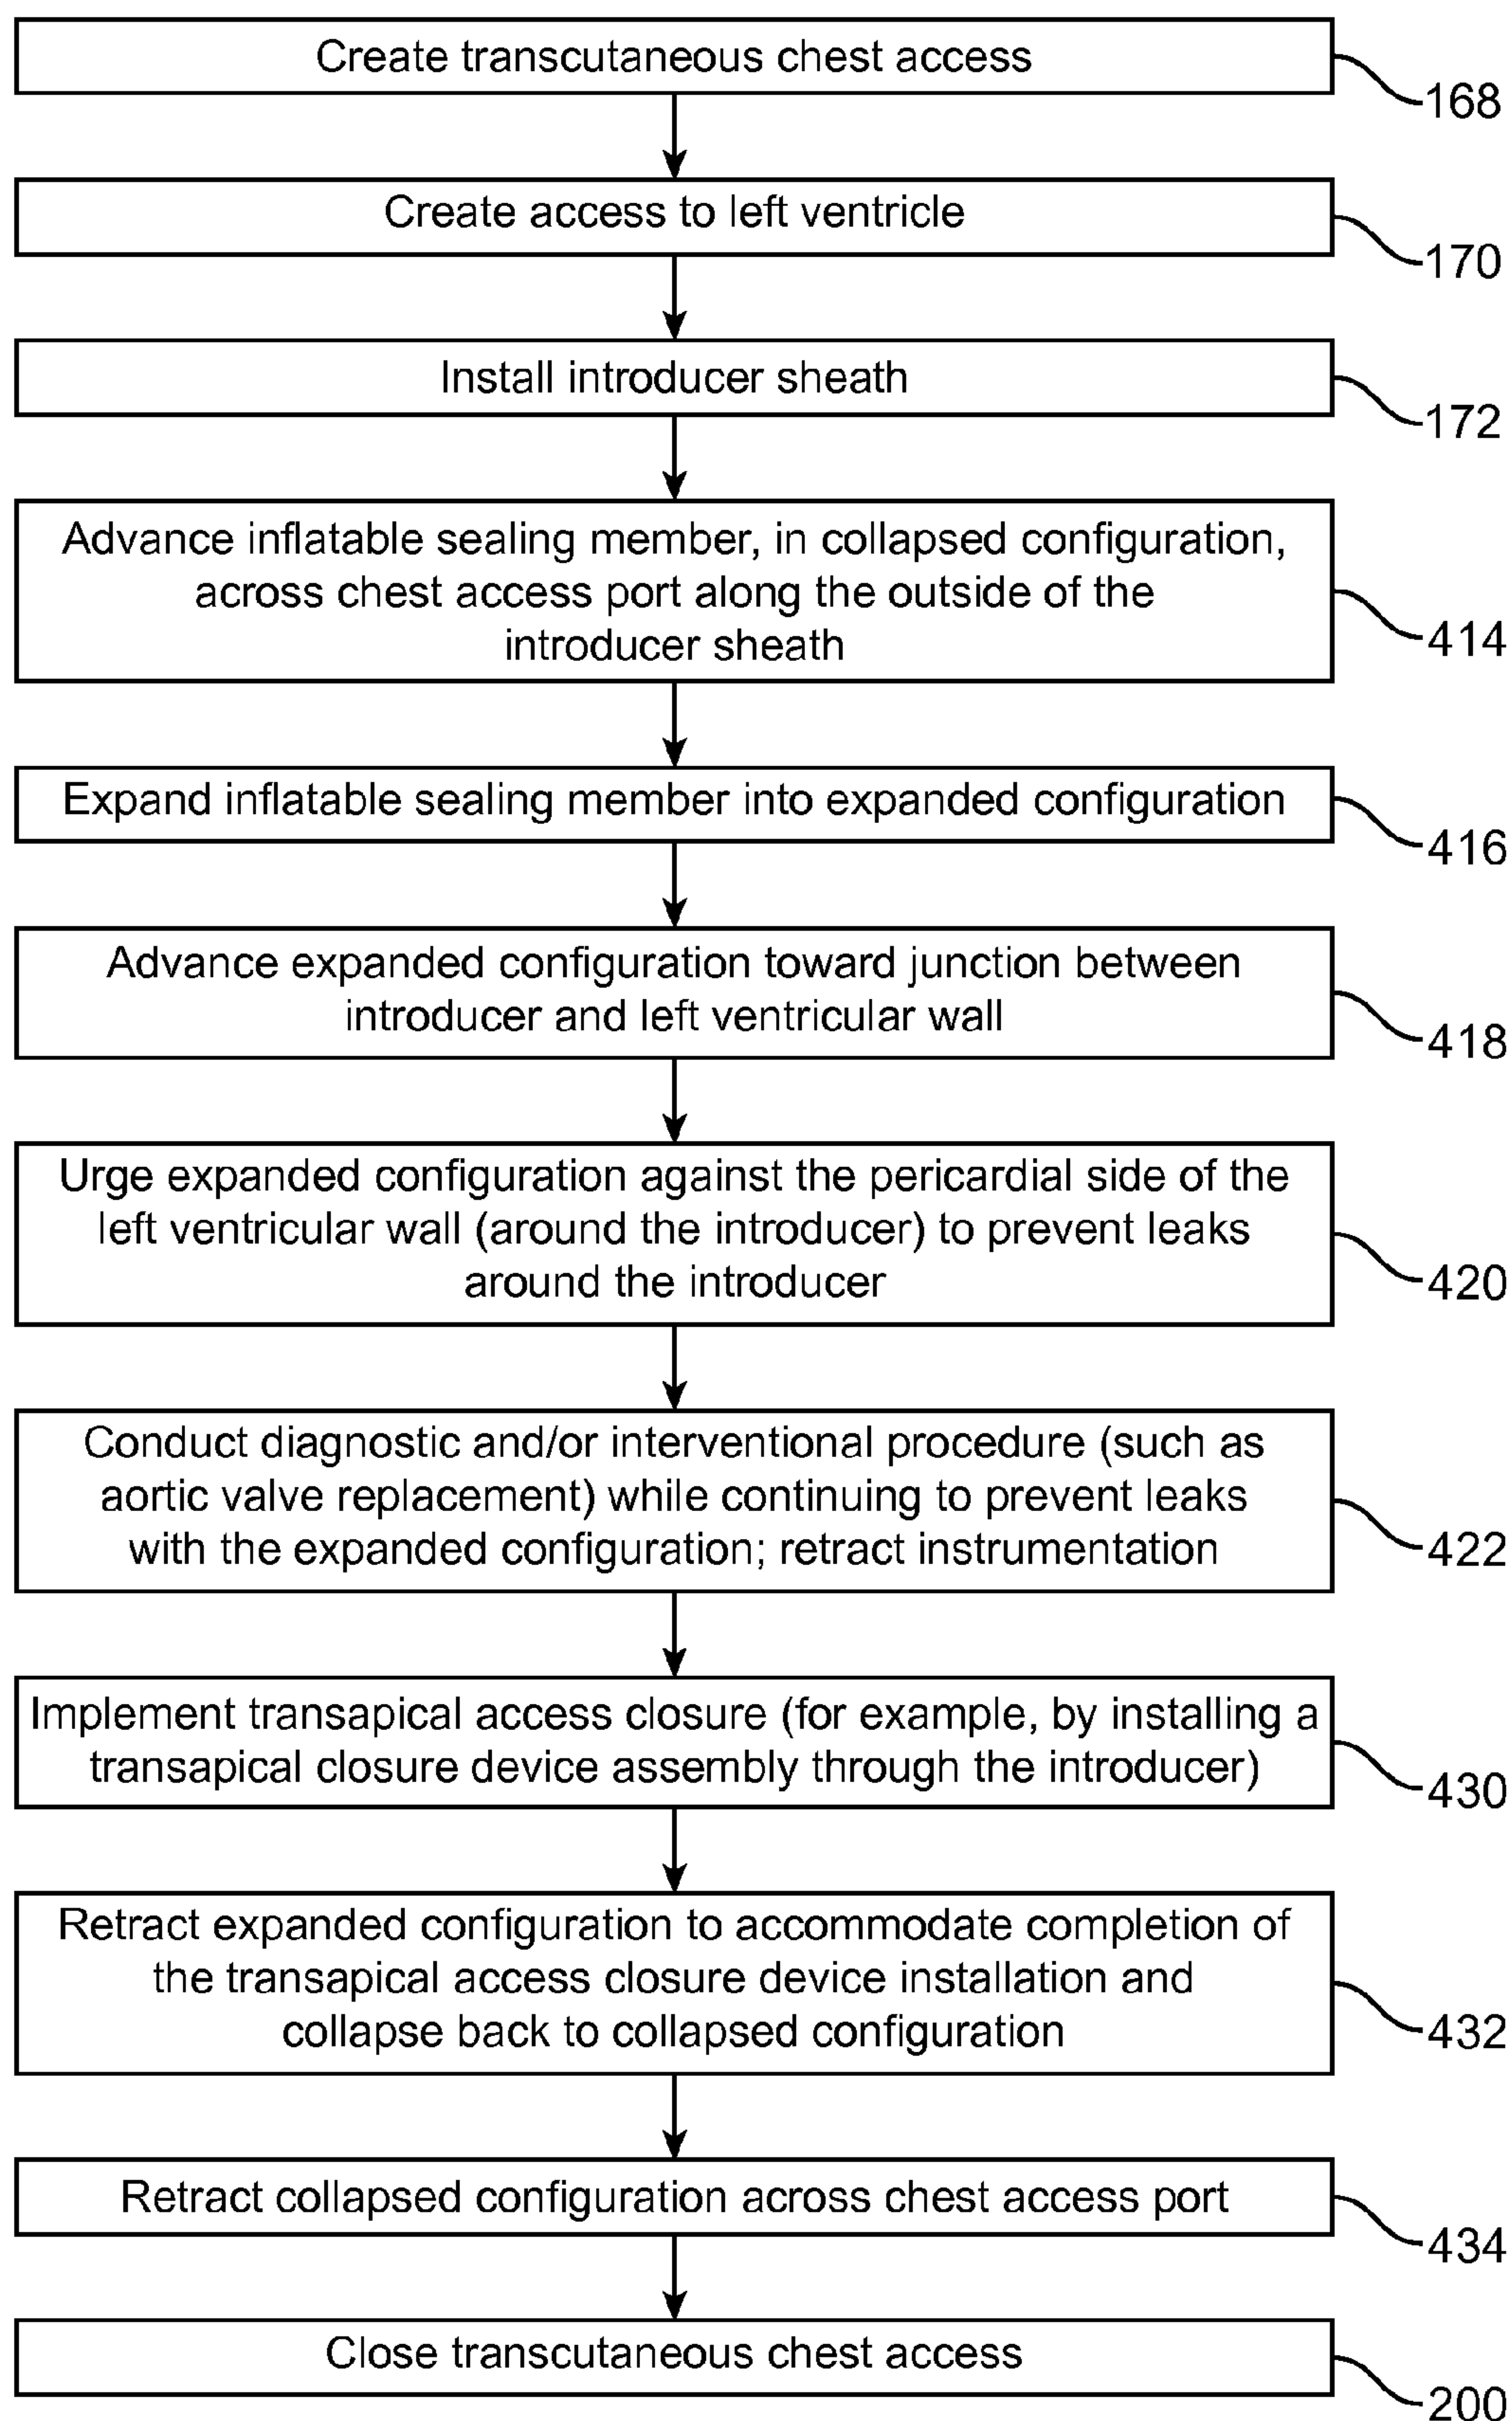 Create transcutaneous chest access
168
Create access to left ventricle
170
Install introducer sheath
172
Advance inflatable sealing member, in collapsed configuration,
across chest access port along the outside of the
introducer sheath
414
Expand inflatable sealing member into expanded configuration
416
Advance expanded configuration toward junction between
introducer and left ventricular wall
418
Urge expanded configuration against the pericardial side of the
left ventricular wall (around the introducer) to prevent leaks
around the introducer
420
Conduct diagnostic and/or interventional procedure (such as
aortic valve replacement) while continuing to prevent leaks
with the expanded configuration; retract instrumentation
422
Implement transapical access closure (for example, by installing a
transapical closure device assembly through the introducer)
430
Retract expanded configuration to accommodate completion of
the transapical access closure device installation and
collapse back to collapsed configuration
432
Retract collapsed configuration across chest access port
434
Close transcutaneous chest access
200